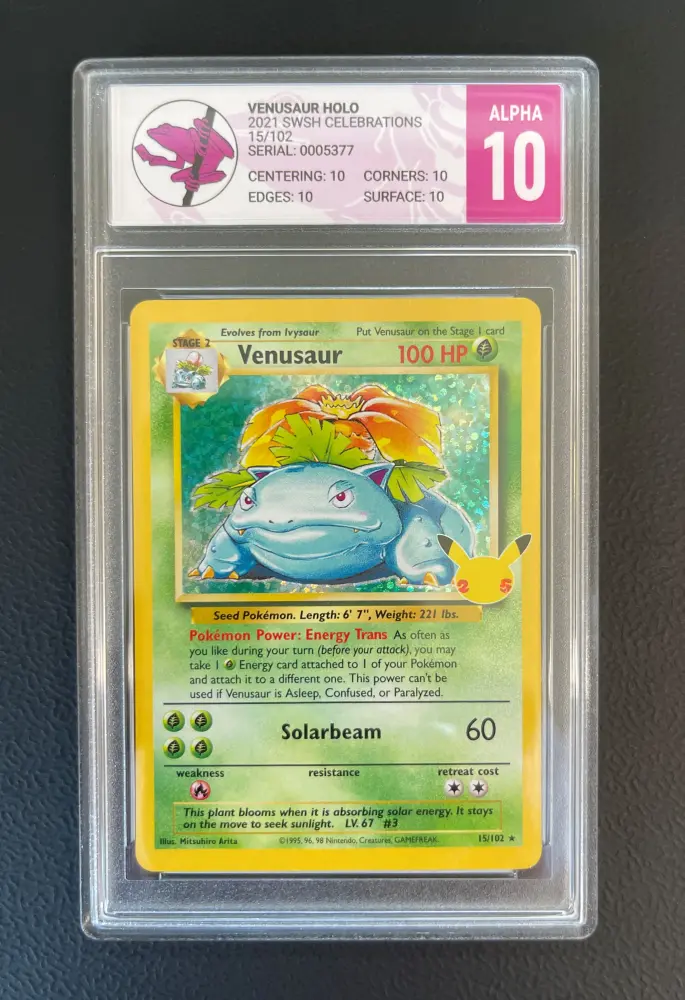 VENUSAUR HOLO
2021 SWSH CELEBRATIONS
15/102
SERIAL: 0005377
CENTERING: 10 CORNERS: 10
EDGES: 10 SURFACE: 10
ALPHA
10
Evolves from Ivysaur Put Venusaur on the Stage 1 card
STAGE 2
Venusaur 100 HP
25
Seed Pokémon. Length: 6' 7", Weight: 221 lbs.
Pokémon Power: Energy Trans As often as
you like during your turn (before your attack), you may
take 1 Energy card attached to 1 of your Pokémon
and attach it to a different one. This power can't be
used if Venusaur is Asleep, Confused, or Paralyzed.
Solarbeam 60
weakness resistance retreat cost
This plant blooms when it is absorbing solar energy. It stays
on the move to seek sunlight. LV. 67 #3
Illus. Mitsuhiro Arita ©1995, 96, 98 Nintendo, Creatures, GAMEFREAK. 15/102 ★